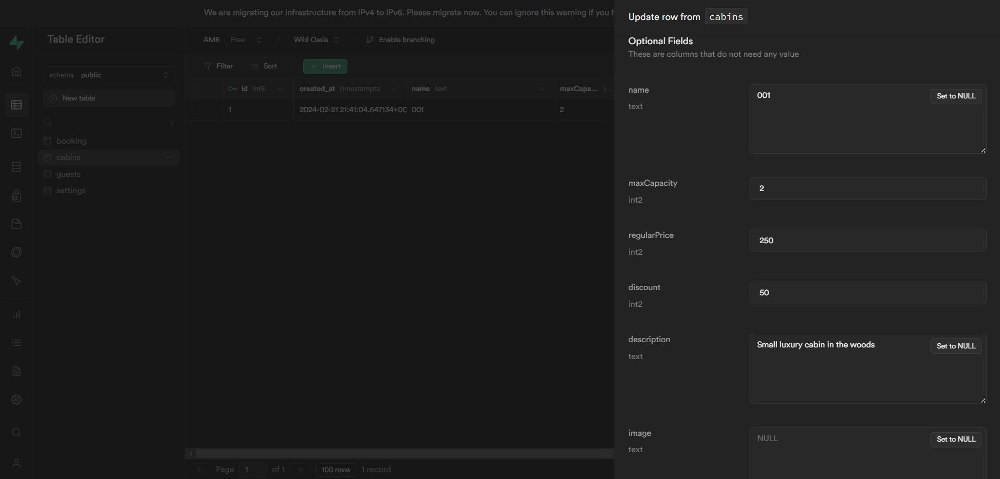 We are migrating our infrastructure from IPv4 to IPv6. Please migrate now. You can ignore this warning if you h
Table Editor
AMR Free Wild Oasis Enable branching
schema public
New table
booking
cabins
guests
settings
Filter Sort Insert
id int8 created_at timestamptz name text maxCapa... i...
1 2024-02-21 21:41:04.647134+00 001 2
Page 1 of 1 100 rows 1 record
Update row from cabins
Optional Fields
These are columns that do not need any value
name
text
001
Set to NULL
maxCapacity
int2
2
regularPrice
int2
250
discount
int2
50
description
text
Small luxury cabin in the woods
Set to NULL
image
text
NULL
Set to NULL